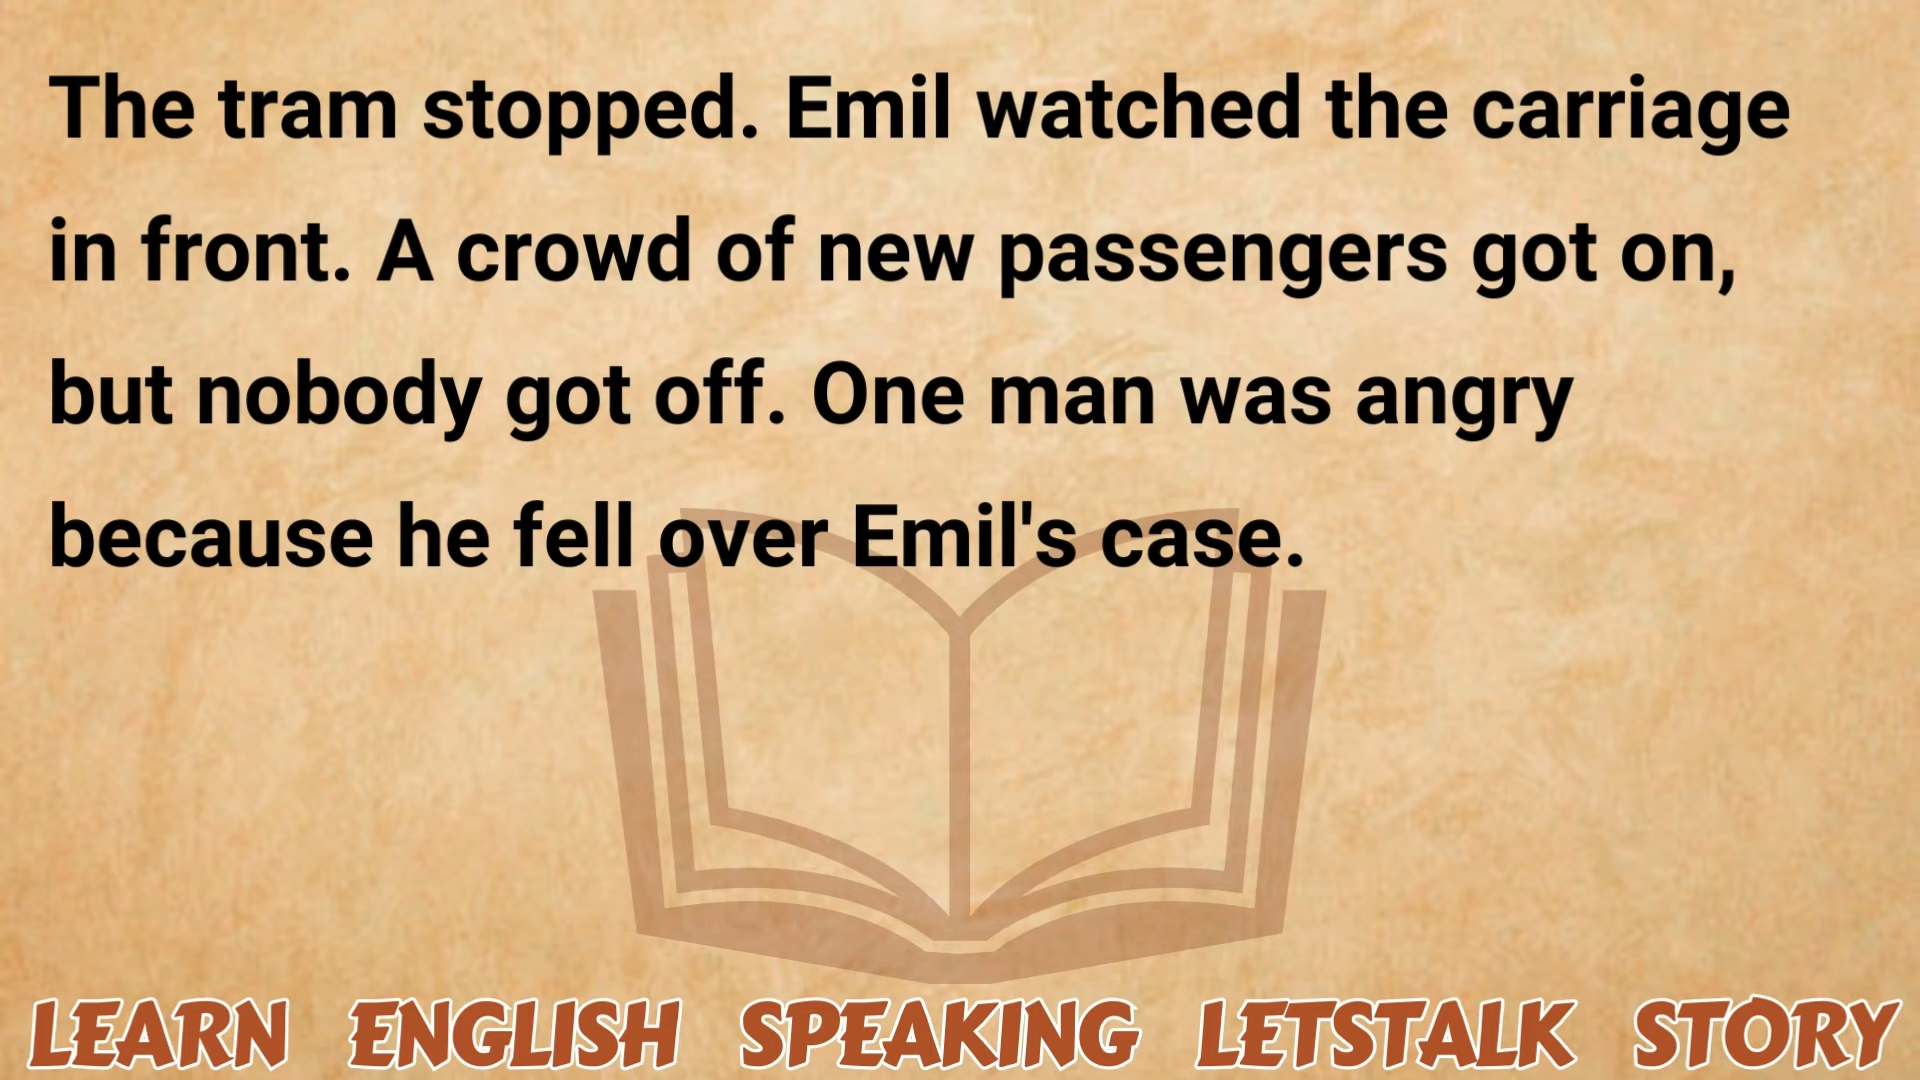 The tram stopped. Emil watched the carriage
in front. A crowd of new passengers got on,
but nobody got off. One man was angry
because he fell over Emil's case.
LEARN ENGLISH SPEAKING LETSTALK STORY